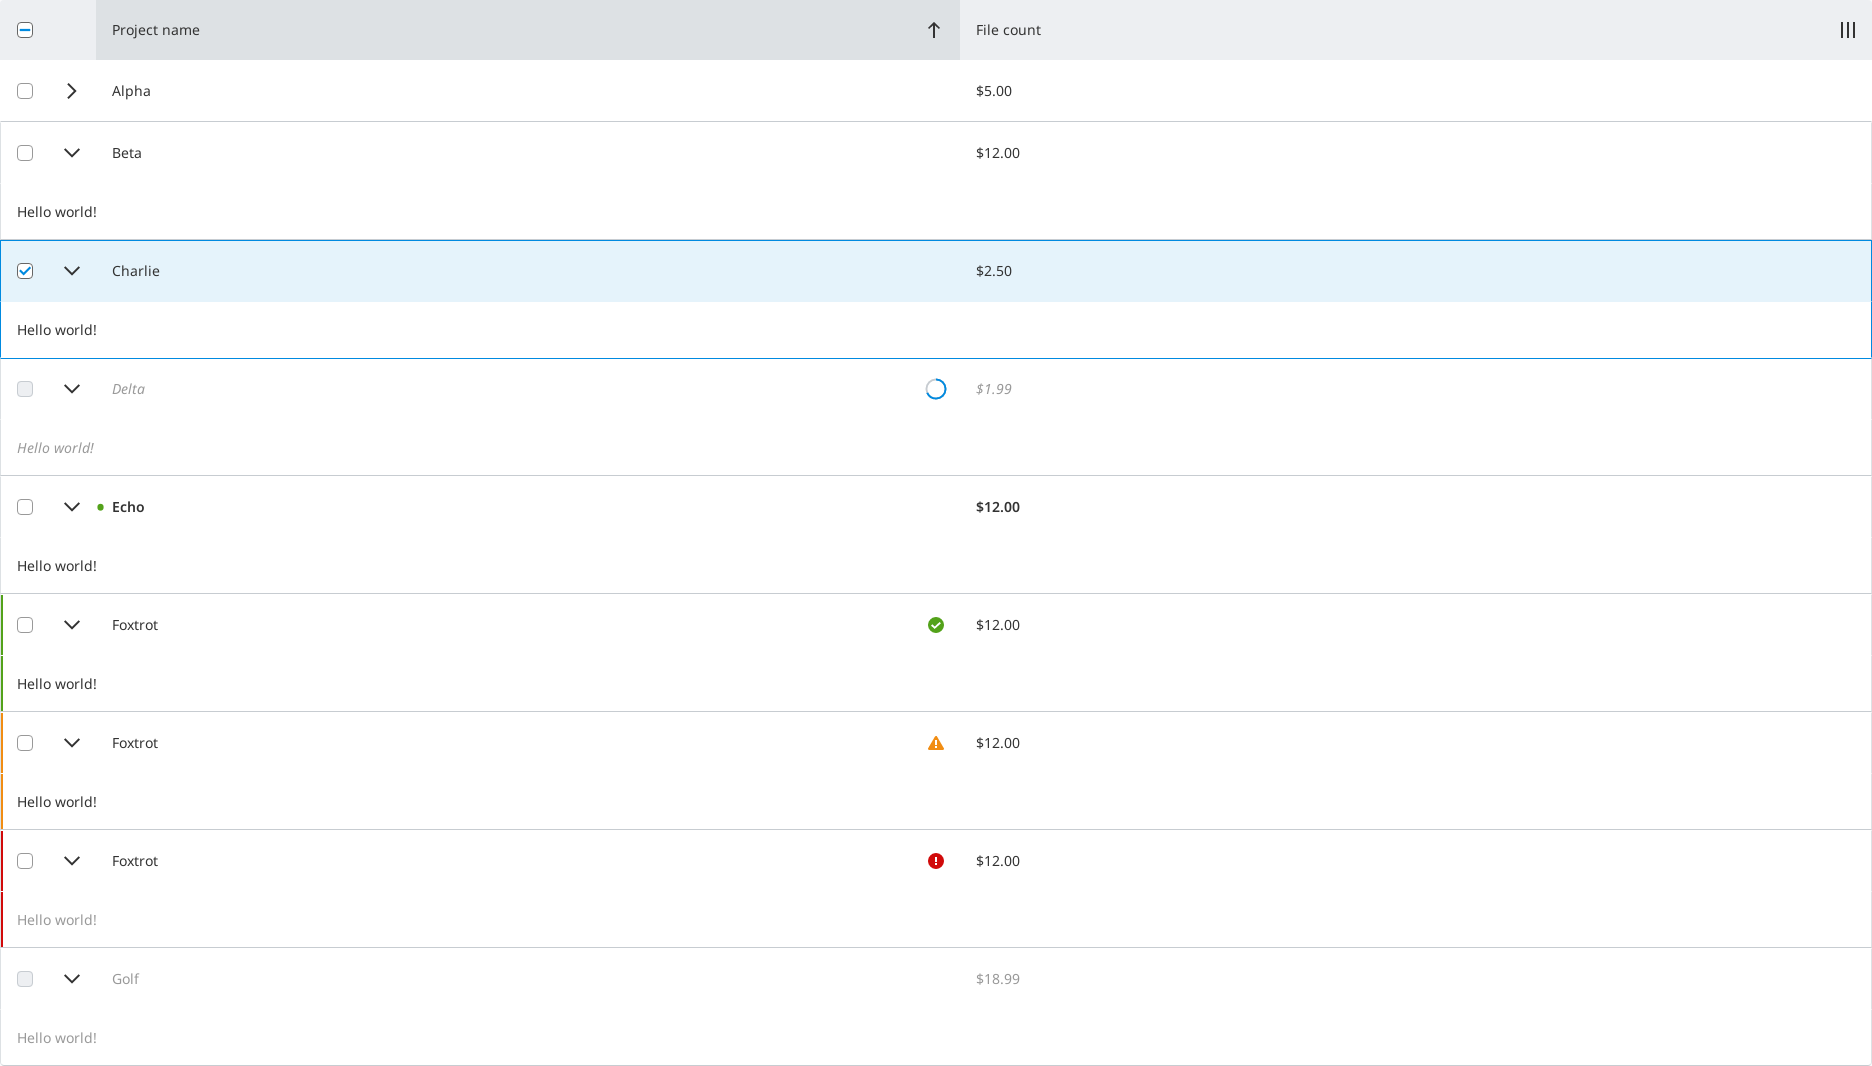 Project name File count
Alpha $5.00
Beta $12.00
Hello world!
Charlie $2.50
Hello world!
Delta $1.99
Hello world!
Echo $12.00
Hello world!
Foxtrot $12.00
Hello world!
Foxtrot $12.00
Hello world!
Foxtrot $12.00
Hello world!
Golf $18.99
Hello world!